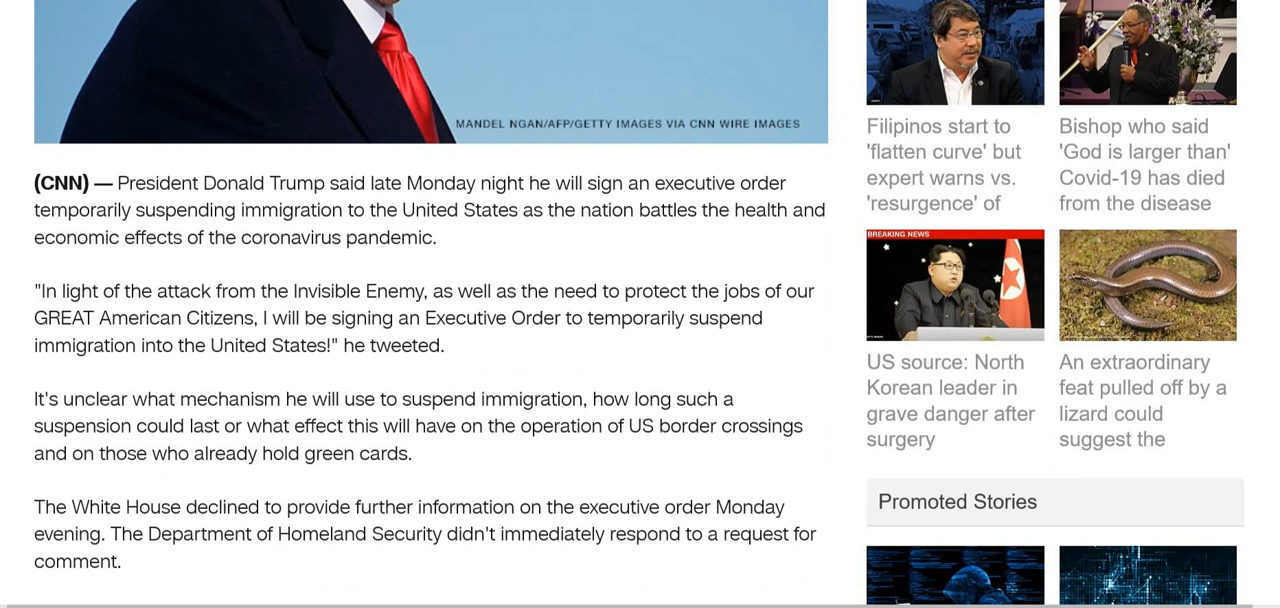 MANDEL NGAN/AFP/GETTY IMAGES VIA CNN WIRE IMAGES
(CNN) — President Donald Trump said late Monday night he will sign an executive order
temporarily suspending immigration to the United States as the nation battles the health and
economic effects of the coronavirus pandemic.
"In light of the attack from the Invisible Enemy, as well as the need to protect the jobs of our
GREAT American Citizens, I will be signing an Executive Order to temporarily suspend
immigration into the United States!" he tweeted.
It's unclear what mechanism he will use to suspend immigration, how long such a
suspension could last or what effect this will have on the operation of US border crossings
and on those who already hold green cards.
The White House declined to provide further information on the executive order Monday
evening. The Department of Homeland Security didn't immediately respond to a request for
comment.
Filipinos start to
'flatten curve' but
expert warns vs.
'resurgence' of
Bishop who said
'God is larger than'
Covid-19 has died
from the disease
BREAKING NEWS
US source: North
Korean leader in
grave danger after
surgery
An extraordinary
feat pulled off by a
lizard could
suggest the
Promoted Stories